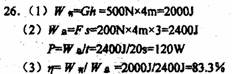 26. (1) W有=Gh=500N×4m=2000J
(2) W总=Fs=200N×4m×3=2400J
P=W总/t=2400J/20s=120W
(3) η=W有/W总=2000J/2400J=83.3%